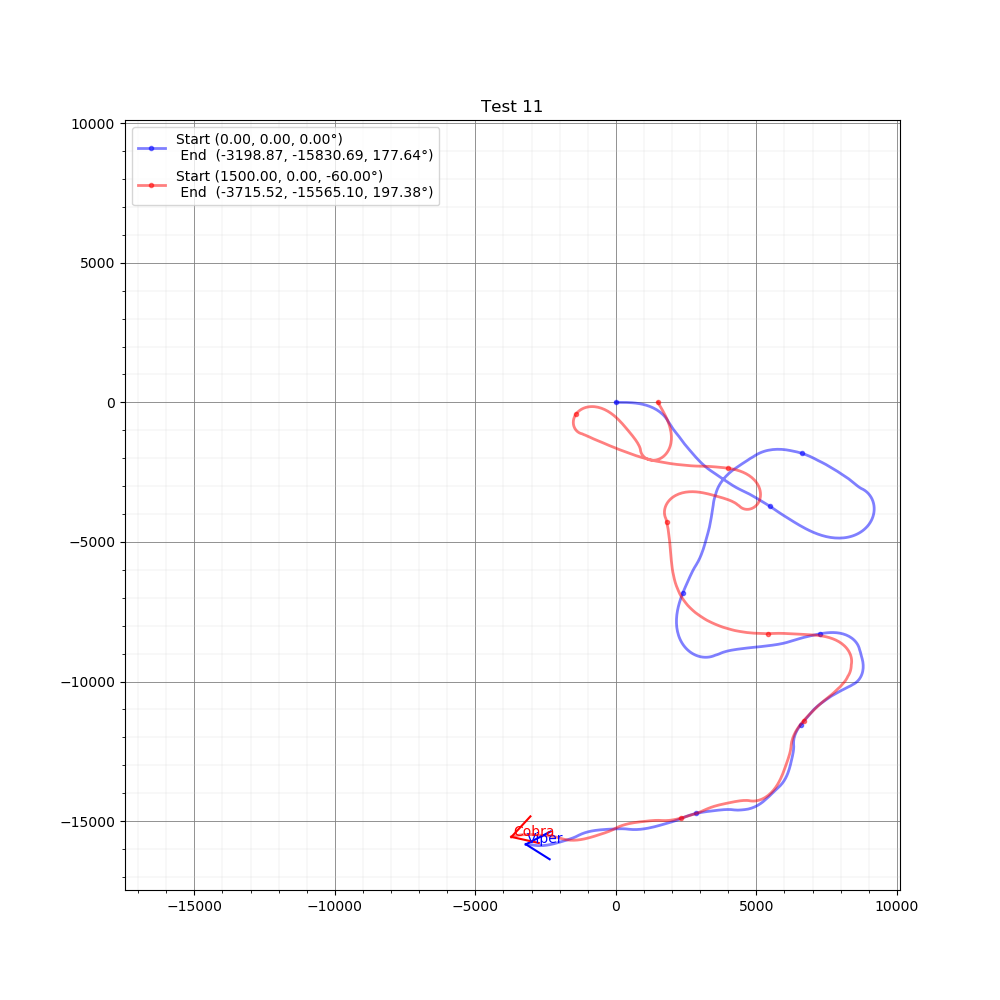 Test 11
Start (0.00, 0.00, 0.00°)
End (-3198.87, -15830.69, 177.64°)
Start (1500.00, 0.00, -60.00°)
End (-3715.52, -15565.10, 197.38°)
10000
5000
0
−5000
−10000
−15000
Cobra
Viper
−15000
−10000
−5000
0
5000
10000